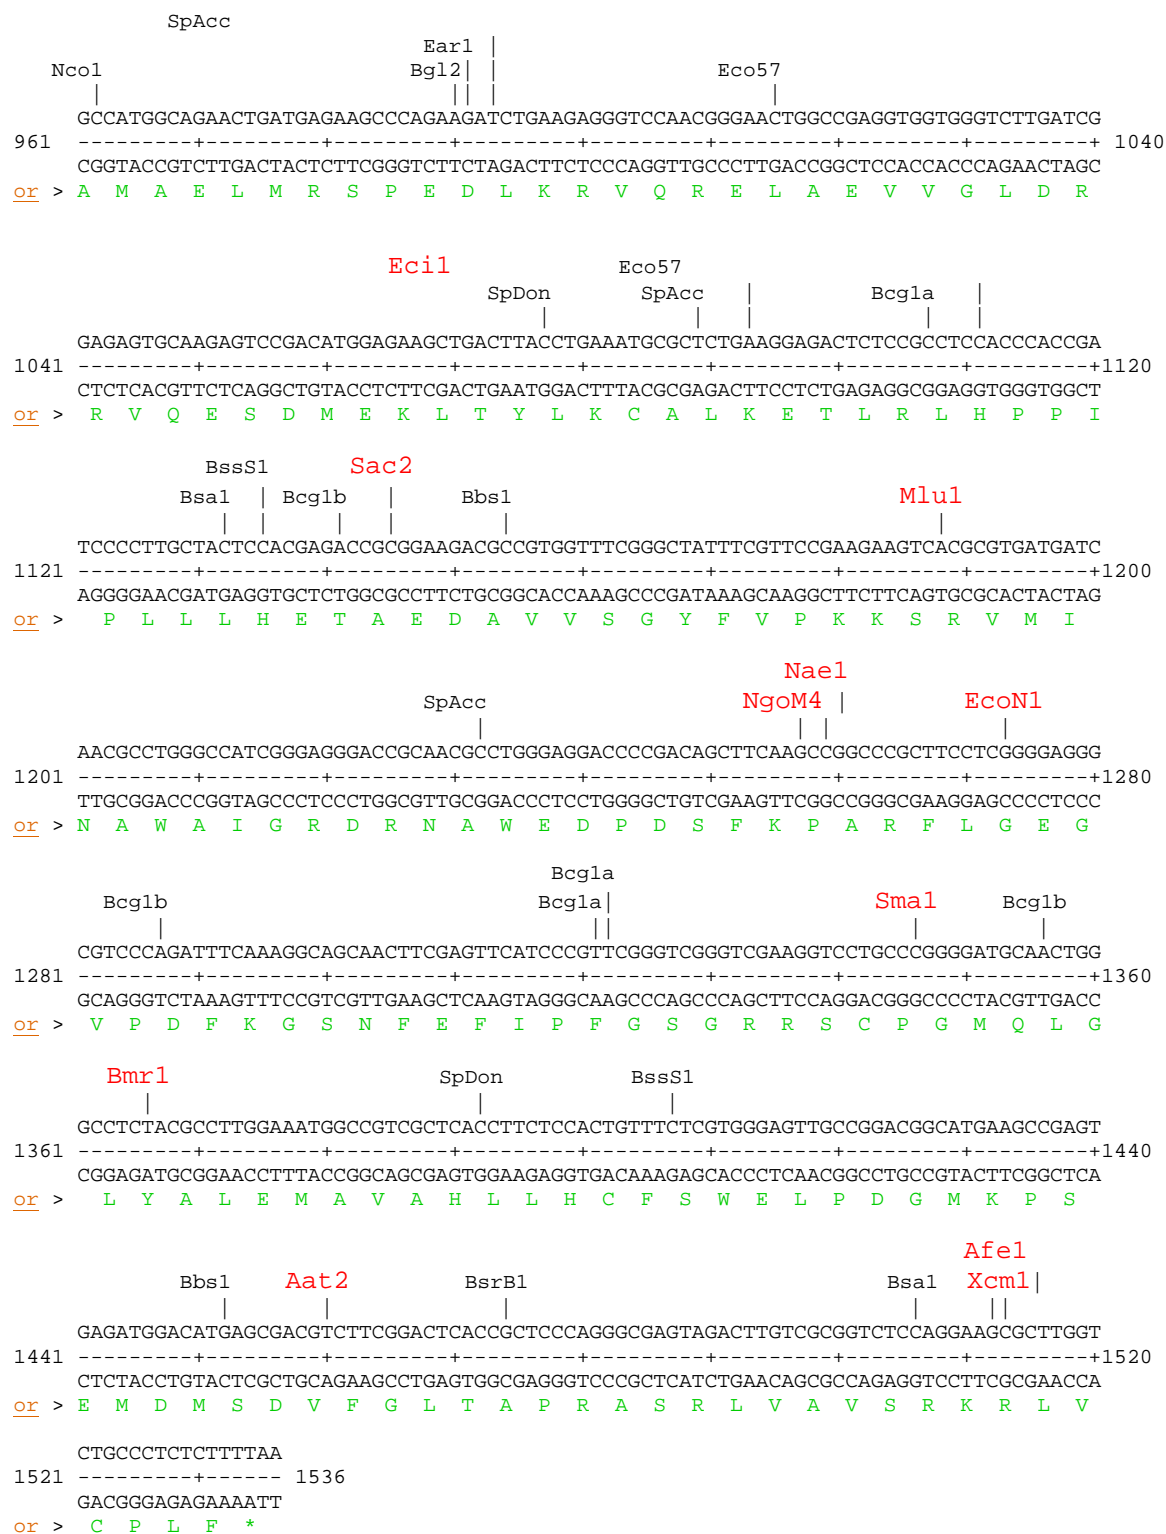 SpAcc
Ear1 |
Nco1 Bgl2| | Eco57
| || | |
GCCATGGCAGAACTGATGAGAAGCCCAGAAGATCTGAAGAGGGTCCAACGGGAACTGGCCGAGGTGGTGGGTCTTGATCG
961 ---------+---------+---------+---------+---------+---------+---------+---------+ 1040
CGGTACCGTCTTGACTACTCTTCGGGTCTTCTAGACTTCTCCCAGGTTGCCCTTGACCGGCTCCACCACCCAGAACTAGC
or > A M A E L M R S P E D L K R V Q R E L A E V V G L D R
Eci1 Eco57
SpDon SpAcc | Bcg1a |
| | | | |
GAGAGTGCAAGAGTCCGACATGGAGAAGCTGACTTACCTGAAATGCGCTCTGAAGGAGACTCTCCGCCTCCACCCACCGA
1041 ---------+---------+---------+---------+---------+---------+---------+---------+1120
CTCTCACGTTCTCAGGCTGTACCTCTTCGACTGAATGGACTTTACGCGAGACTTCCTCTGAGAGGCGGAGGTGGGTGGCT
or > R V Q E S D M E K L T Y L K C A L K E T L R L H P P I
BssS1 Sac2
Bsa1 | Bcg1b | Bbs1 Mlu1
| | | | | |
TCCCCTTGCTACTCCACGAGACCGCGGAAGACGCCGTGGTTTCGGGCTATTTCGTTCCGAAGAAGTCACGCGTGATGATC
1121 ---------+---------+---------+---------+---------+---------+---------+---------+1200
AGGGGAACGATGAGGTGCTCTGGCGCCTTCTGCGGCACCAAAGCCCGATAAAGCAAGGCTTCTTCAGTGCGCACTACTAG
or > P L L L H E T A E D A V V S G Y F V P K K S R V M I
Nae1
SpAcc NgoM4 | EcoN1
| | | |
AACGCCTGGGCCATCGGGAGGGACCGCAACGCCTGGGAGGACCCCGACAGCTTCAAGCCGGCCCGCTTCCTCGGGGAGGG
1201 ---------+---------+---------+---------+---------+---------+---------+---------+1280
TTGCGGACCCGGTAGCCCTCCCTGGCGTTGCGGACCCTCCTGGGGCTGTCGAAGTTCGGCCGGGCGAAGGAGCCCCTCCC
or > N A W A I G R D R N A W E D P D S F K P A R F L G E G
Bcg1a
Bcg1b Bcg1a| Sma1 Bcg1b
| || | |
CGTCCCAGATTTCAAAGGCAGCAACTTCGAGTTCATCCCGTTCGGGTCGGGTCGAAGGTCCTGCCCGGGGATGCAACTGG
1281 ---------+---------+---------+---------+---------+---------+---------+---------+1360
GCAGGGTCTAAAGTTTCCGTCGTTGAAGCTCAAGTAGGGCAAGCCCAGCCCAGCTTCCAGGACGGGCCCCTACGTTGACC
or > V P D F K G S N F E F I P F G S G R R S C P G M Q L G
Bmr1 SpDon BssS1
| | |
GCCTCTACGCCTTGGAAATGGCCGTCGCTCACCTTCTCCACTGTTTCTCGTGGGAGTTGCCGGACGGCATGAAGCCGAGT
1361 ---------+---------+---------+---------+---------+---------+---------+---------+1440
CGGAGATGCGGAACCTTTACCGGCAGCGAGTGGAAGAGGTGACAAAGAGCACCCTCAACGGCCTGCCGTACTTCGGCTCA
or > L Y A L E M A V A H L L H C F S W E L P D G M K P S
Afe1
Bbs1 Aat2 BsrB1 Bsa1 Xcm1|
| | | | ||
GAGATGGACATGAGCGACGTCTTCGGACTCACCGCTCCCAGGGCGAGTAGACTTGTCGCGGTCTCCAGGAAGCGCTTGGT
1441 ---------+---------+---------+---------+---------+---------+---------+---------+1520
CTCTACCTGTACTCGCTGCAGAAGCCTGAGTGGCGAGGGTCCCGCTCATCTGAACAGCGCCAGAGGTCCTTCGCGAACCA
or > E M D M S D V F G L T A P R A S R L V A V S R K R L V
CTGCCCTCTCTTTTAA
1521 ---------+------ 1536
GACGGGAGAGAAAATT
or > C P L F *